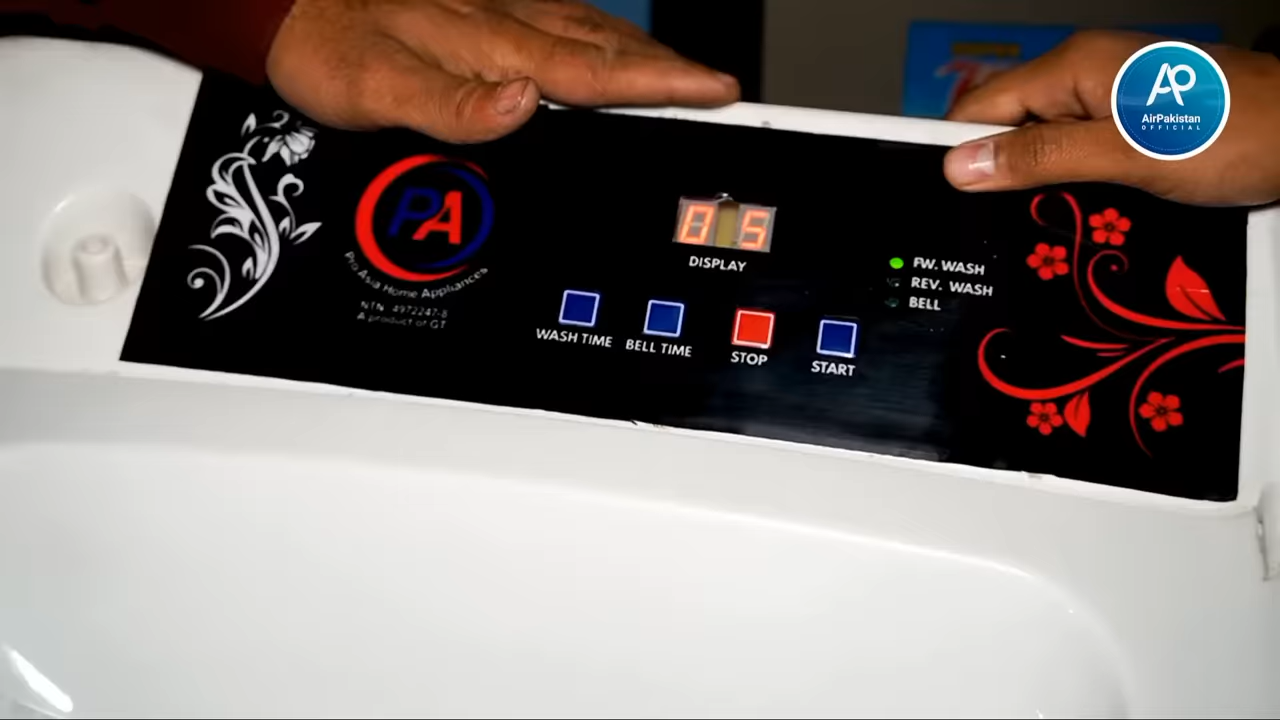 AP
AirPakistan
OFFICIAL
PA
Pro Asia Home Appliances
NTN 4972247-8
A product of GT
05
DISPLAY
WASH TIME
BELL TIME
STOP
START
FW. WASH
REV. WASH
BELL